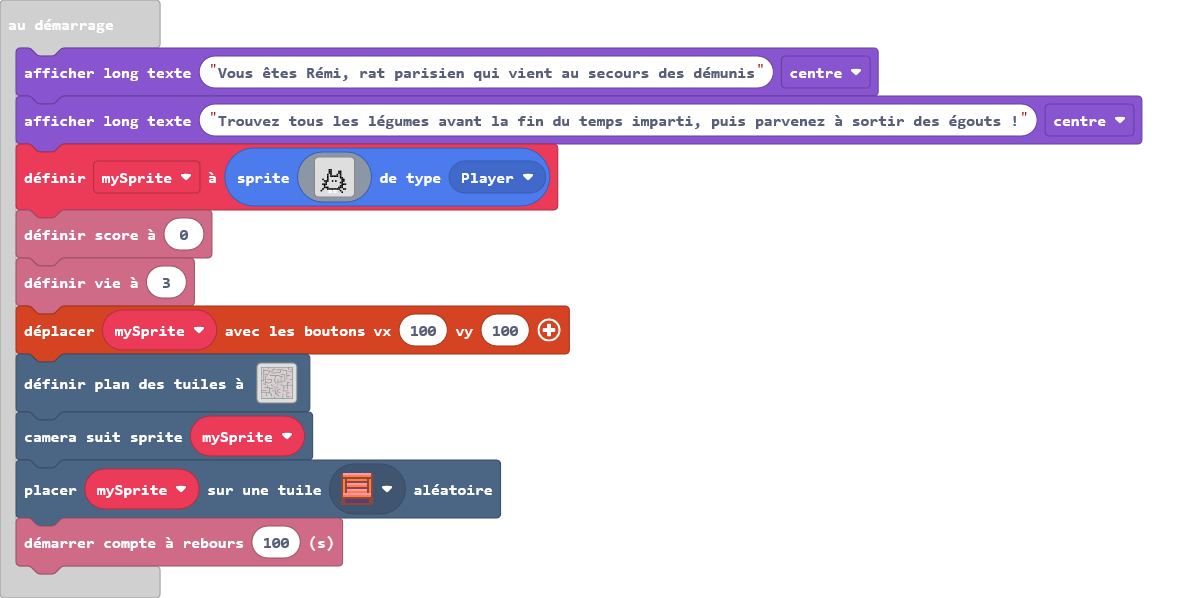 au démarrage
afficher long texte "Vous êtes Rémi, rat parisien qui vient au secours des démunis" centre
afficher long texte "Trouvez tous les légumes avant la fin du temps imparti, puis parvenez à sortir des égouts !" centre
définir mySprite à sprite de type Player
définir score à 0
définir vie à 3
déplacer mySprite avec les boutons vx 100 vy 100
définir plan des tuiles à
camera suit sprite mySprite
placer mySprite sur une tuile aléatoire
démarrer compte à rebours 100 (s)